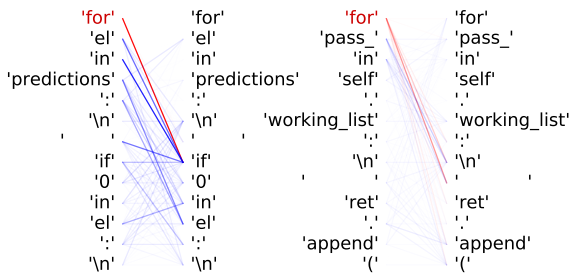 'for' 'for' 'for' 'for'
'el' 'el' 'pass_' 'pass_'
'in' 'in' 'in' 'in'
'predictions' 'predictions' 'self' 'self'
':' ':' '.' '.'
'\n' '\n' 'working_list' 'working_list'
'        ' '        ' ':' ':'
'if' 'if' '\n' '\n'
'0' '0' '            ' '            '
'in' 'in' 'ret' 'ret'
'el' 'el' '.' '.'
':' ':' 'append' 'append'
'\n' '\n' '(' '('